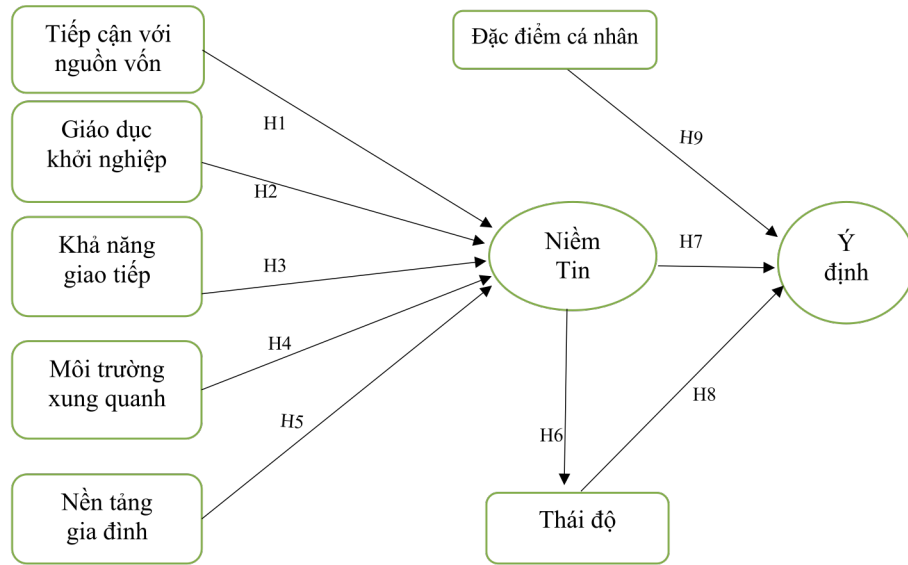 Tiếp cận với
nguồn vốn
Đặc điểm cá nhân
H1
Giáo dục
khởi nghiệp
H9
H2
Khả năng
giao tiếp
H3
Niềm
Tin
H7
Ý
định
Môi trường
xung quanh
H4
H5
H8
H6
Nền tảng
gia đình
Thái độ